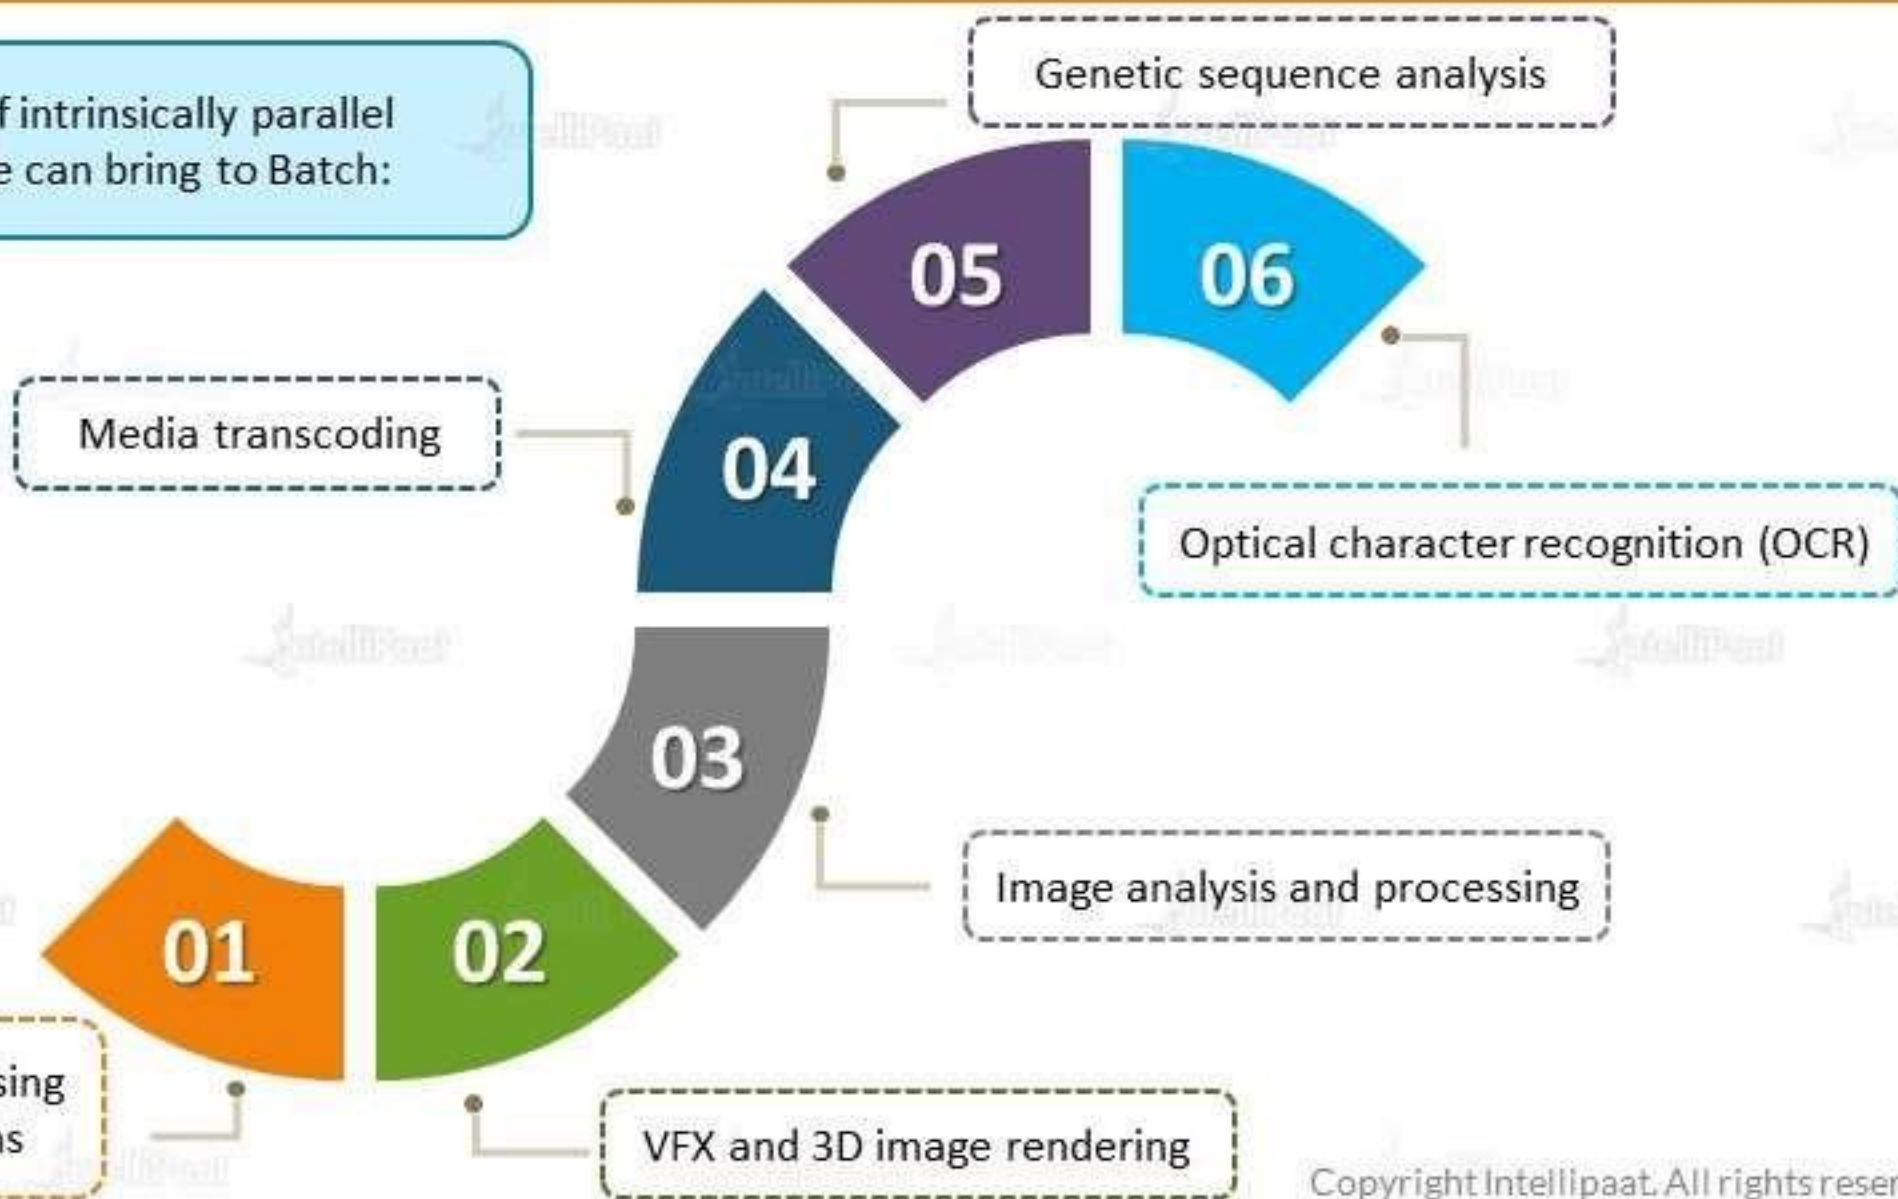 f intrinsically parallel
e can bring to Batch:
Genetic sequence analysis
05
06
Media transcoding
04
Optical character recognition (OCR)
03
Image analysis and processing
01
02
sing
ns
VFX and 3D image rendering
Copyright Intellipaat. All rights reser